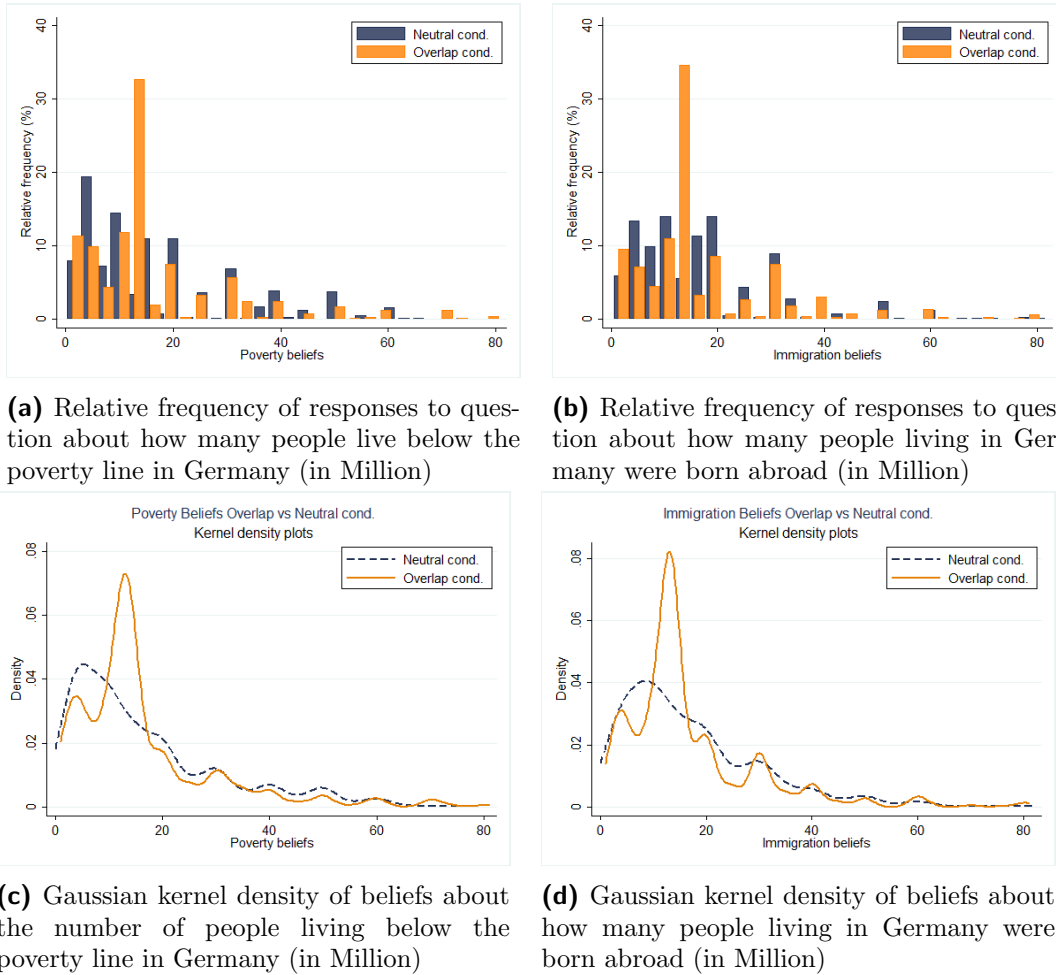 Neutral cond.
Overlap cond.
Relative frequency (%)
0 10 20 30 40
0 20 40 60 80
Poverty beliefs
Neutral cond.
Overlap cond.
Relative frequency (%)
0 10 20 30 40
0 20 40 60 80
Immigration beliefs
(a) Relative frequency of responses to ques-
tion about how many people live below the
poverty line in Germany (in Million)
(b) Relative frequency of responses to ques
tion about how many people living in Ger
many were born abroad (in Million)
Poverty Beliefs Overlap vs Neutral cond.
Kernel density plots
Neutral cond.
Overlap cond.
Density
0 .02 .04 .06 .08
0 20 40 60 80
Poverty beliefs
Immigration Beliefs Overlap vs Neutral cond.
Kernel density plots
Neutral cond.
Overlap cond.
Density
0 .02 .04 .06 .08
0 20 40 60 80
Immigration beliefs
(c) Gaussian kernel density of beliefs about
the number of people living below the
poverty line in Germany (in Million)
(d) Gaussian kernel density of beliefs about
how many people living in Germany were
born abroad (in Million)